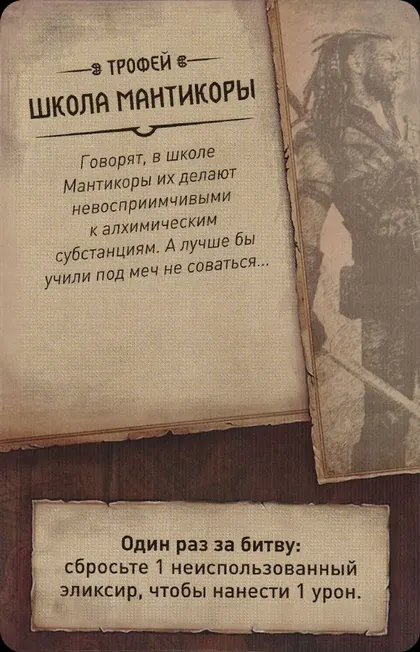 ТРОФЕЙ
ШКОЛА МАНТИКОРЫ
Говорят, в школе
Мантикоры их делают
невосприимчивыми
к алхимическим
субстанциям. А лучше бы
учили под меч не соваться...
Один раз за битву:
сбросьте 1 неиспользованный
эликсир, чтобы нанести 1 урон.